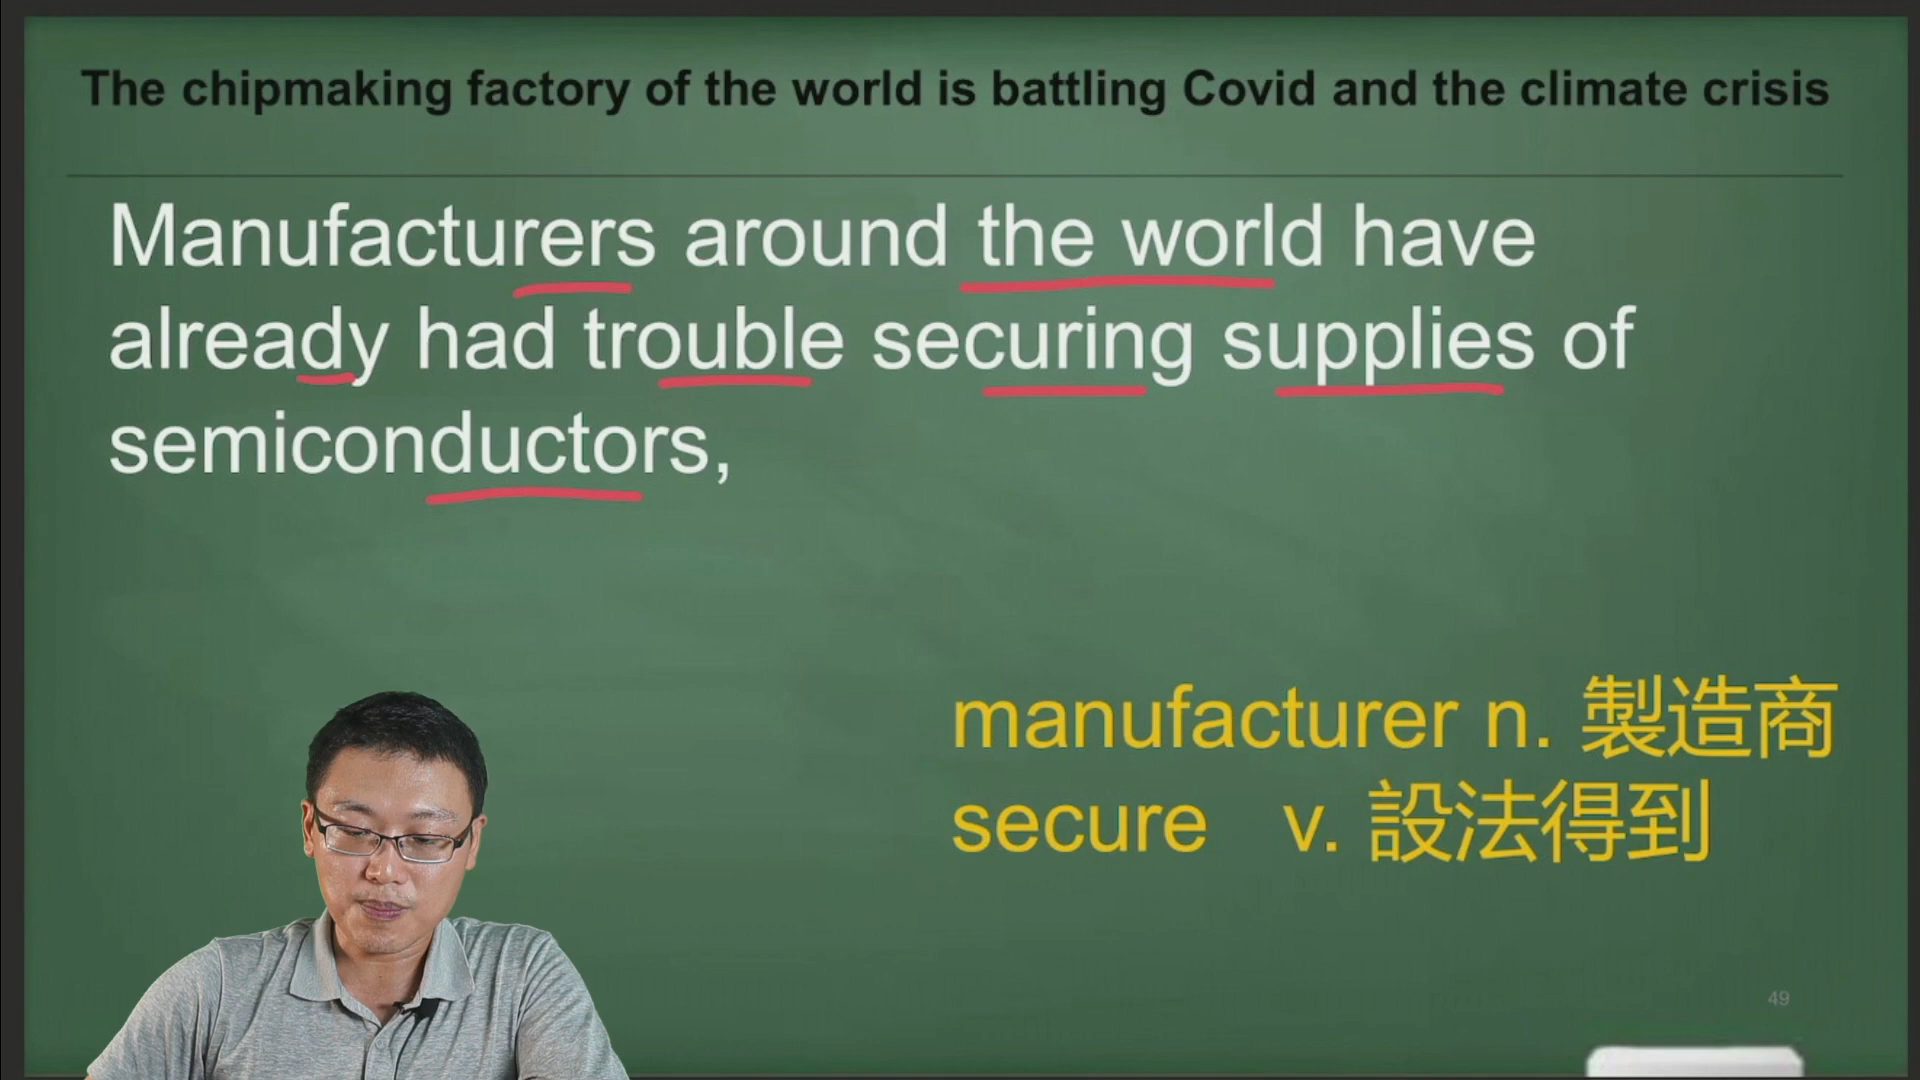 The chipmaking factory of the world is battling Covid and the climate crisis
Manufacturers around the world have
already had trouble securing supplies of
semiconductors,
manufacturer n. 製造商
secure v. 設法得到
49